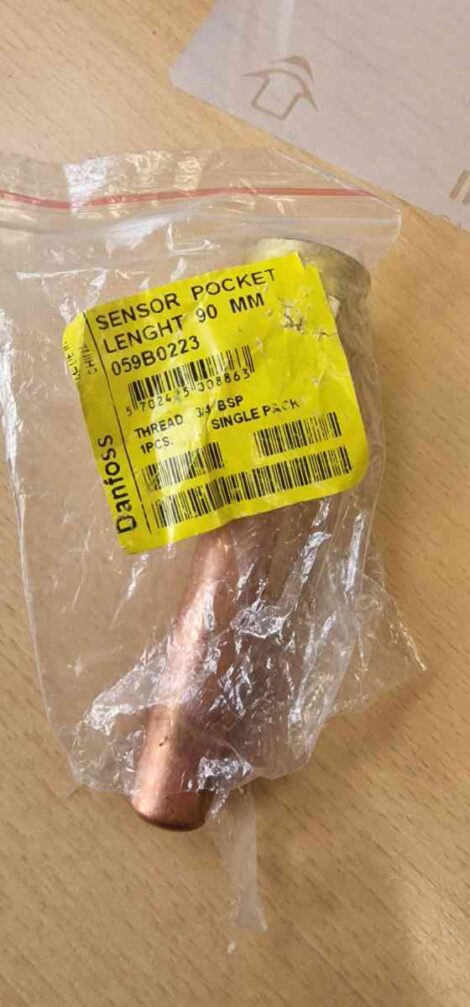 SENSOR POCKET
LENGHT 90 MM
059B0223
5 702425 008863
THREAD 3/4 BSP
1PCS. SINGLE PACK
Danfoss